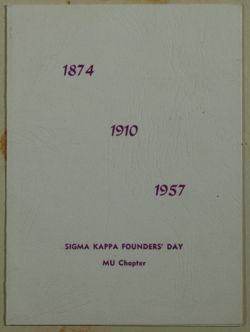 1874
1910
1957
SIGMA KAPPA FOUNDERS' DAY
MU Chapter